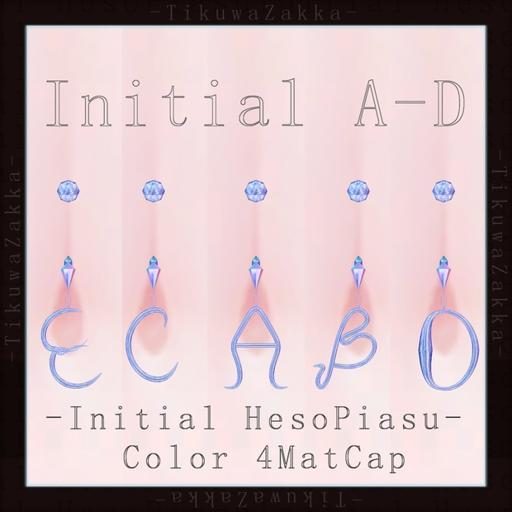 -TikuwaZakka-
Initial A-D
-TikuwaZakka-
-TikuwaZakka-
E C A B D
-Initial HesoPiasu-
Color 4MatCap
-TikuwaZakka-